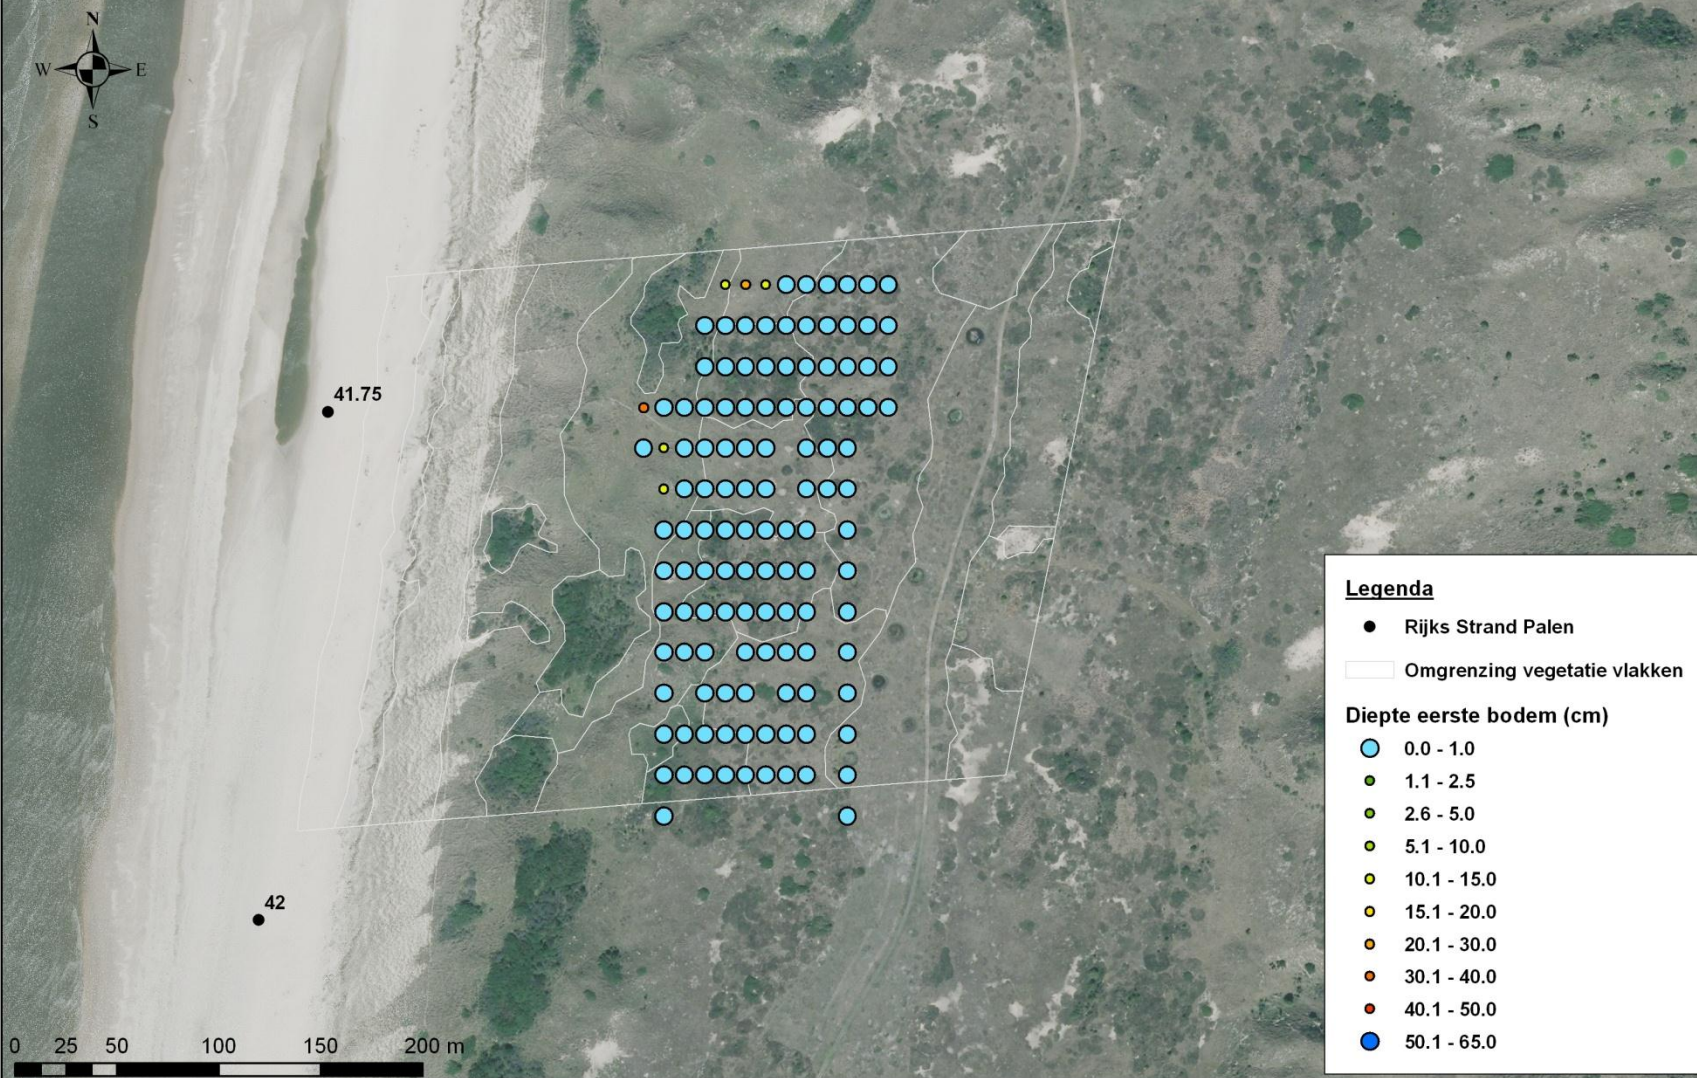 N
W E
S
41.75
42
0 25 50 100 150 200 m
Legenda
Rijks Strand Palen
Omgrenzing vegetatie vlakken
Diepte eerste bodem (cm)
0.0 - 1.0
1.1 - 2.5
2.6 - 5.0
5.1 - 10.0
10.1 - 15.0
15.1 - 20.0
20.1 - 30.0
30.1 - 40.0
40.1 - 50.0
50.1 - 65.0